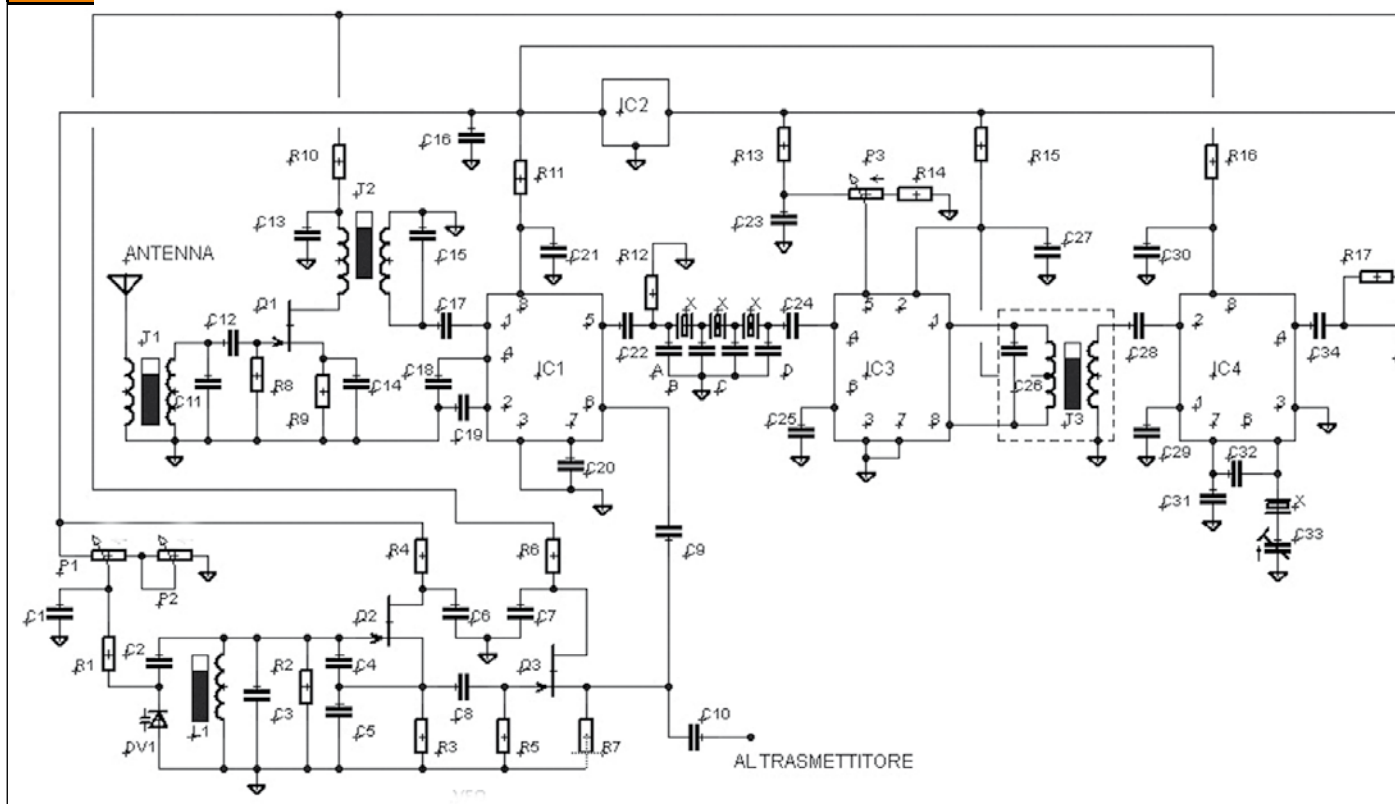 IC2
C16
R10
R11
R13
P3
R14
R15
R16
T2
C13
C15
C21
R12
C23
C27
C30
R17
ANTENNA
Q1
C17
X X X
C24
C12
T1
8
5 2
8
1
5
4
1
2
4
C22
C28
C34
C11
R8
C14
C18
4
IC1
A
B
C
D
6
IC3
C26
IC4
R9
2
6
C25
T3
1
3
C19
3
7
3 7
8
C29
7
6
C20
C32
C31
X
C33
R4
R6
C9
P1
P2
C1
Q2
C6
C7
R1
C2
R2
C4
Q3
C3
C8
C10
DV1
L1
C5
R3
R5
R7
AL TRASMETTITORE